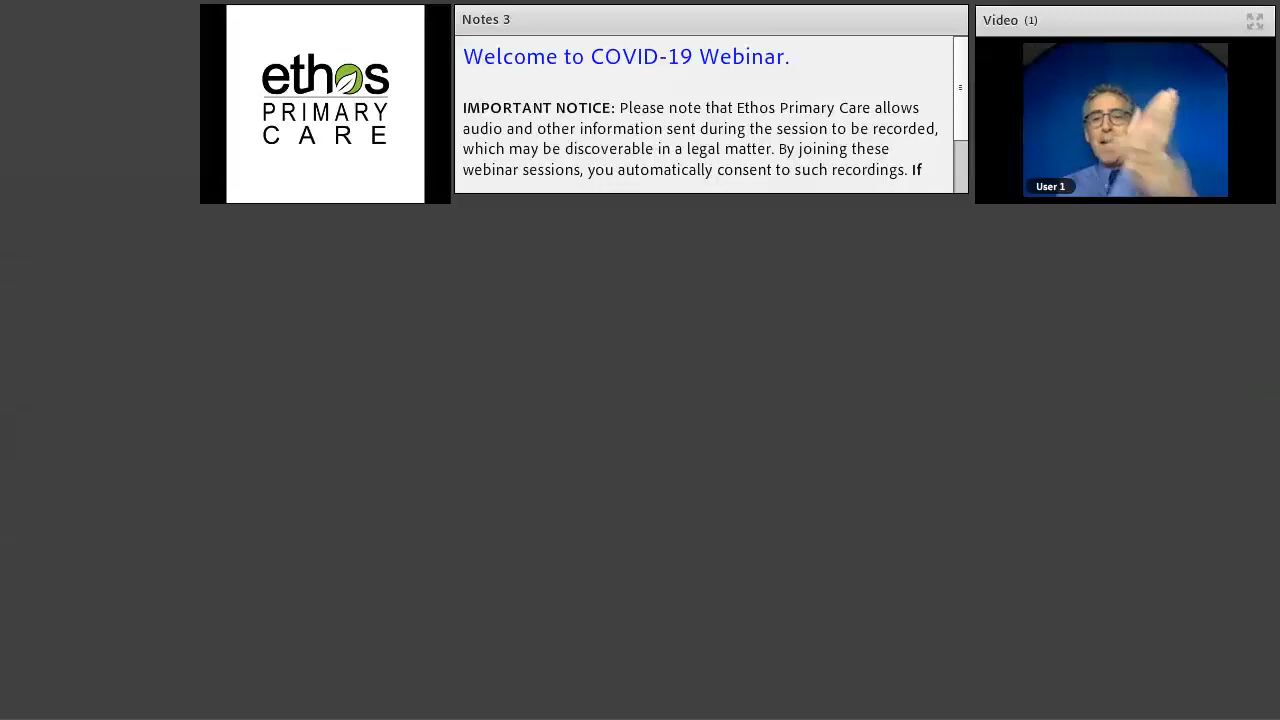 ethos
PRIMARY
CARE
Notes 3
Welcome to COVID-19 Webinar.
IMPORTANT NOTICE: Please note that Ethos Primary Care allows
audio and other information sent during the session to be recorded,
which may be discoverable in a legal matter. By joining these
webinar sessions, you automatically consent to such recordings. If
Video (1)
User 1